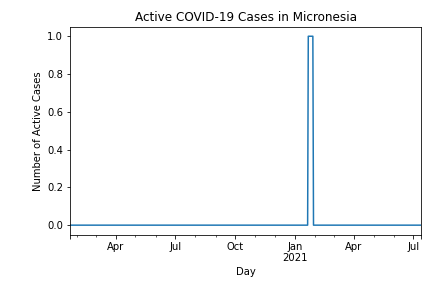 Active COVID-19 Cases in Micronesia
Number of Active Cases
1.0
0.8
0.6
0.4
0.2
0.0
Apr Jul Oct Jan Apr Jul
2021
Day